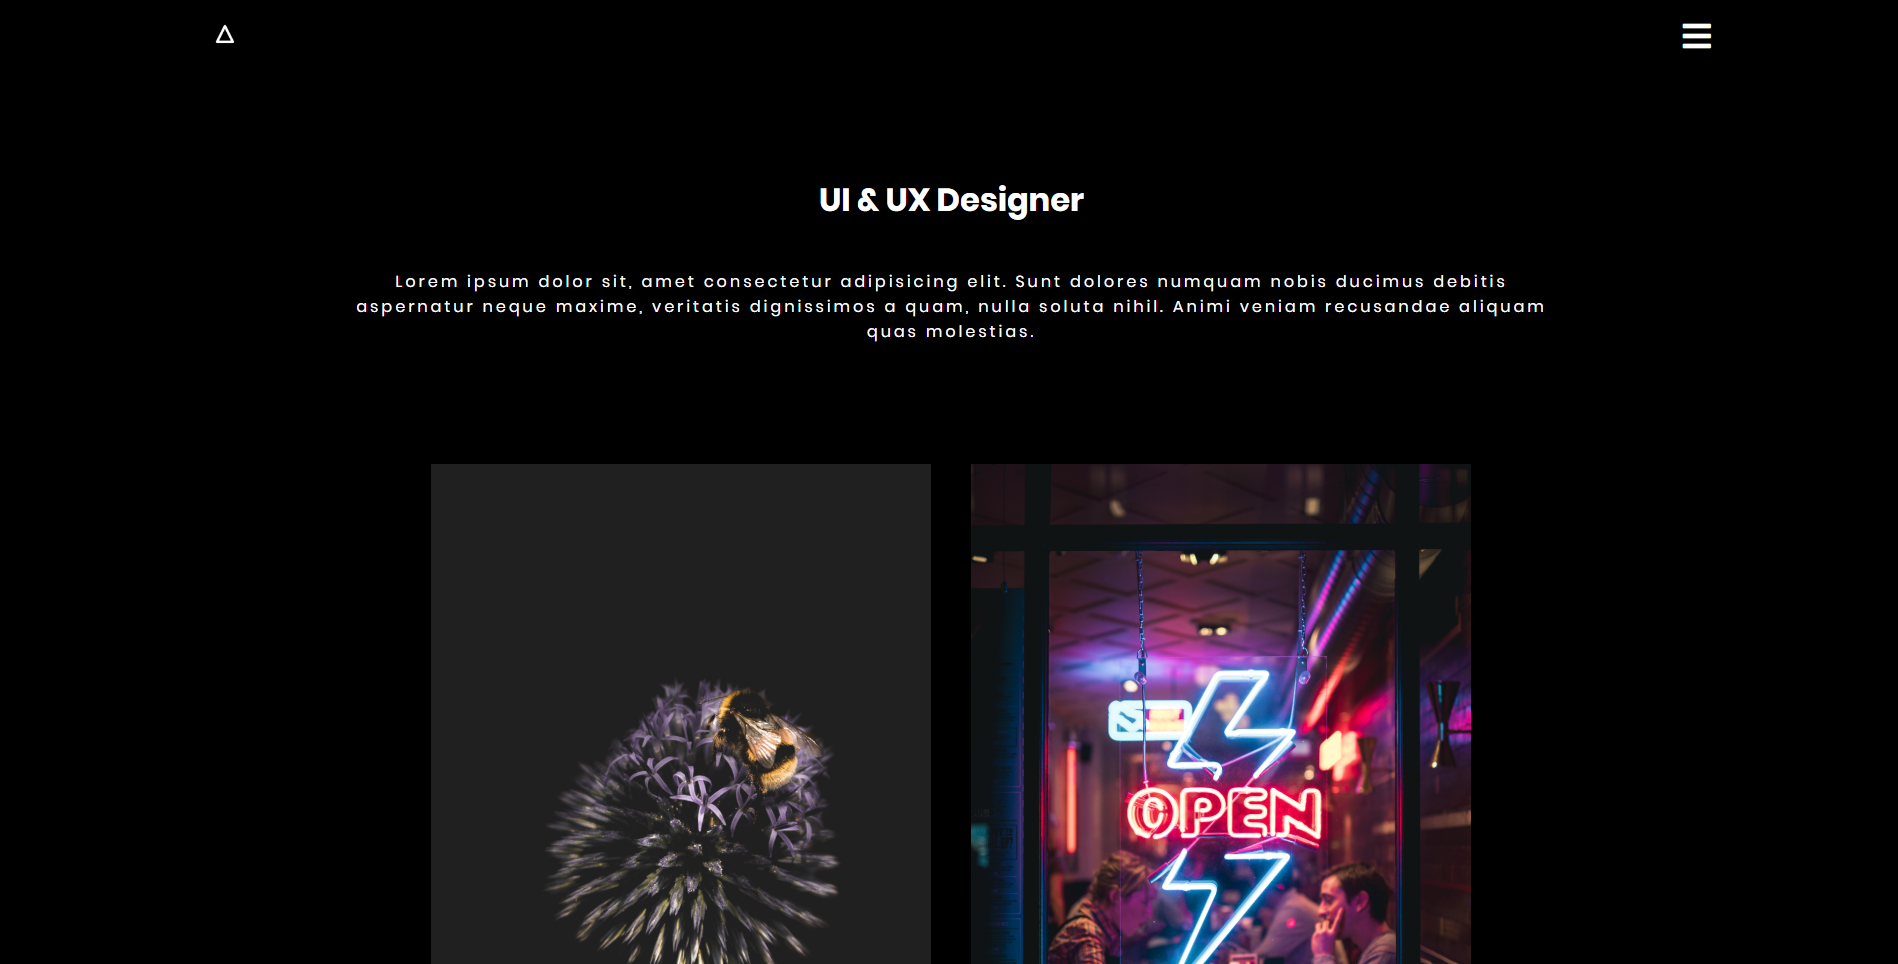 UI & UX Designer
Lorem ipsum dolor sit, amet consectetur adipisicing elit. Sunt dolores numquam nobis ducimus debitis
aspernatur neque maxime, veritatis dignissimos a quam, nulla soluta nihil. Animi veniam recusandae aliquam
quas molestias.
OPEN